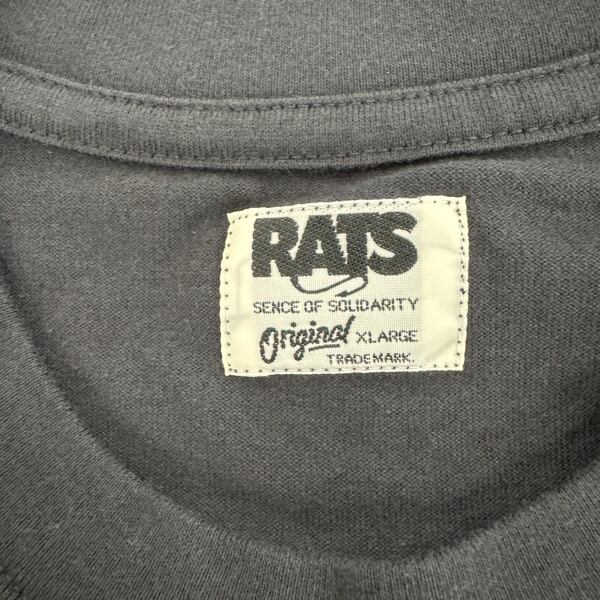 RATS
SENCE OF SOLIDARITY
Original XLARGE
TRADEMARK.